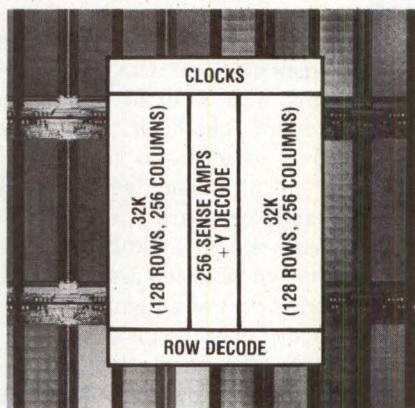 CLOCKS
32K
(128 ROWS, 256 COLUMNS)
256 SENSE AMPS
+ Y DECODE
32K
(128 ROWS, 256 COLUMNS)
ROW DECODE